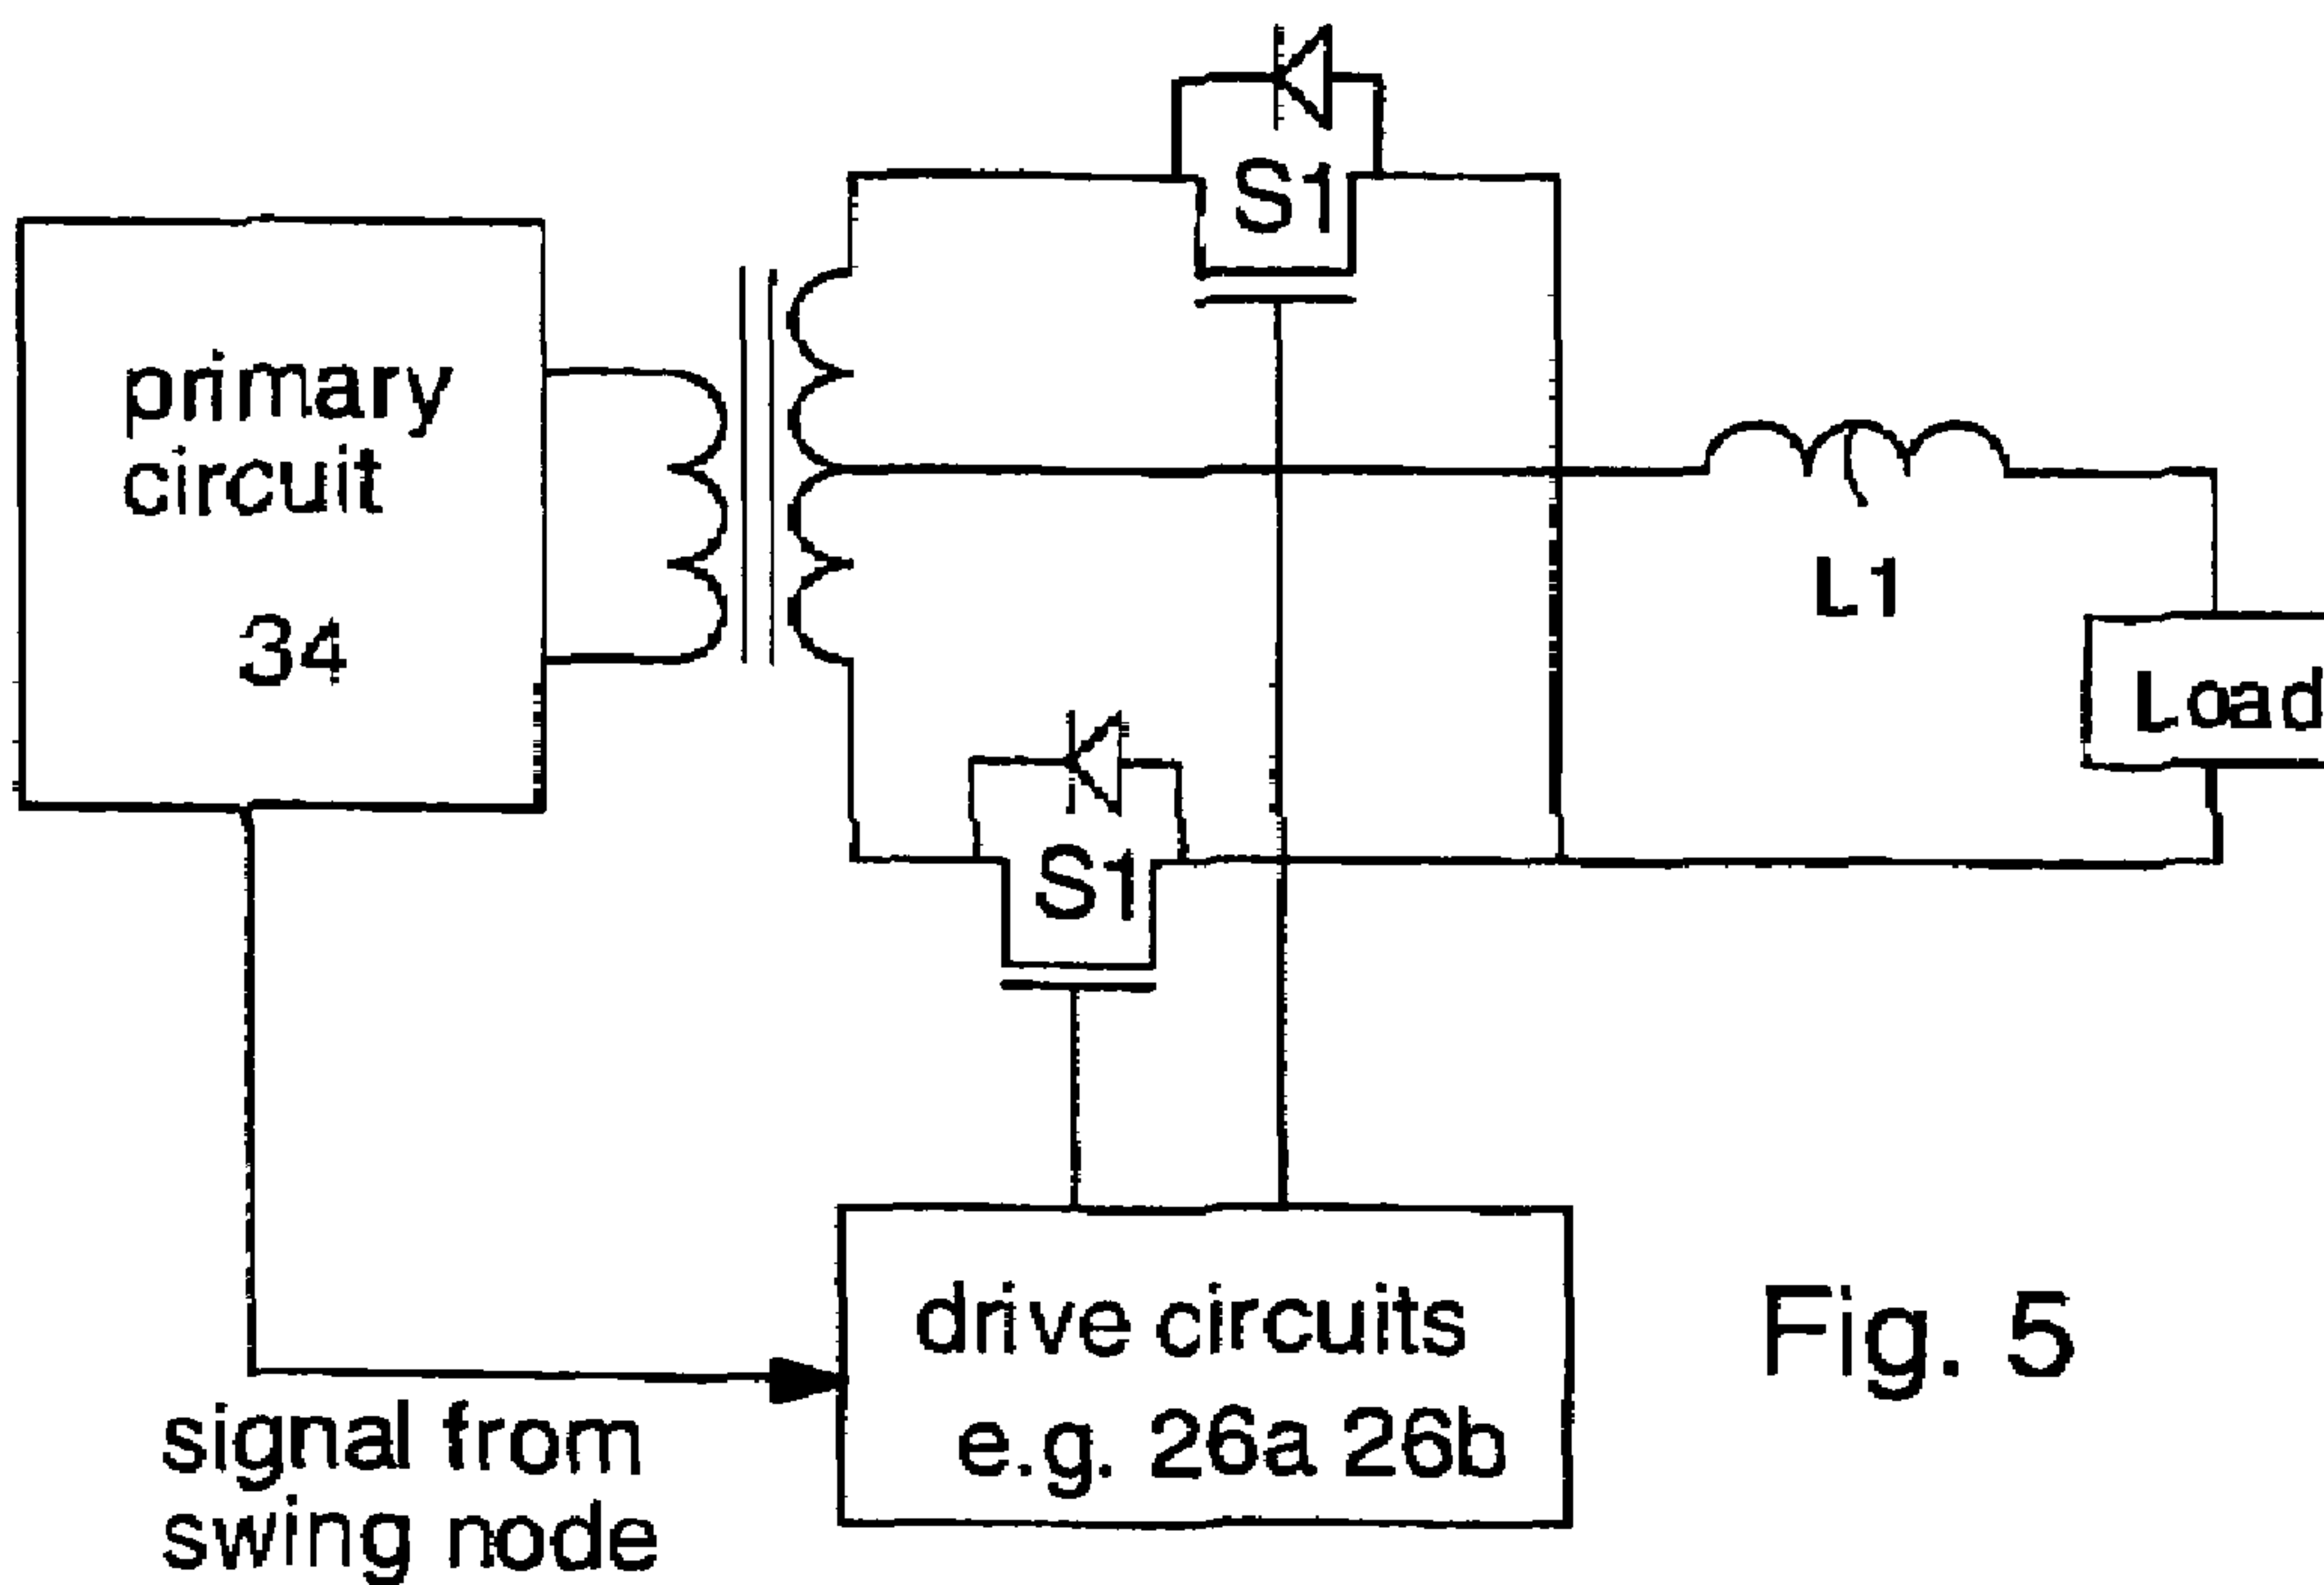 S1
primary
circuit
34
L1
Load
S1
drive circuits
e.g. 26a 26b
Fig. 5
signal from
swing node